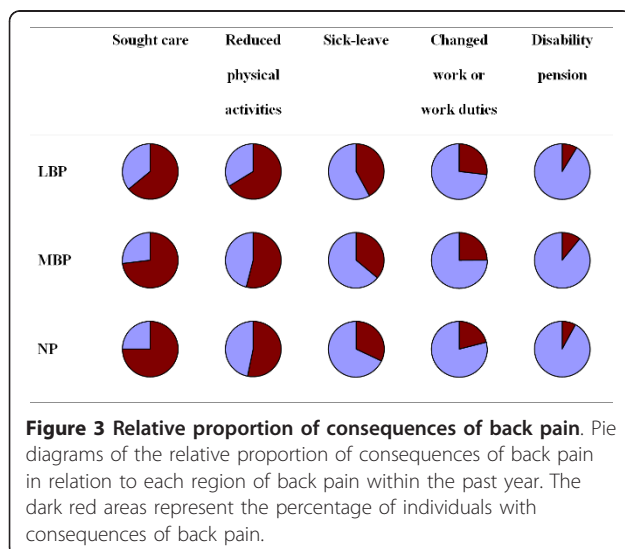 Sought care Reduced physical activities Sick-leave Changed work or work duties Disability pension
LBP
MBP
NP
Figure 3 Relative proportion of consequences of back pain. Pie
diagrams of the relative proportion of consequences of back pain
in relation to each region of back pain within the past year. The
dark red areas represent the percentage of individuals with
consequences of back pain.